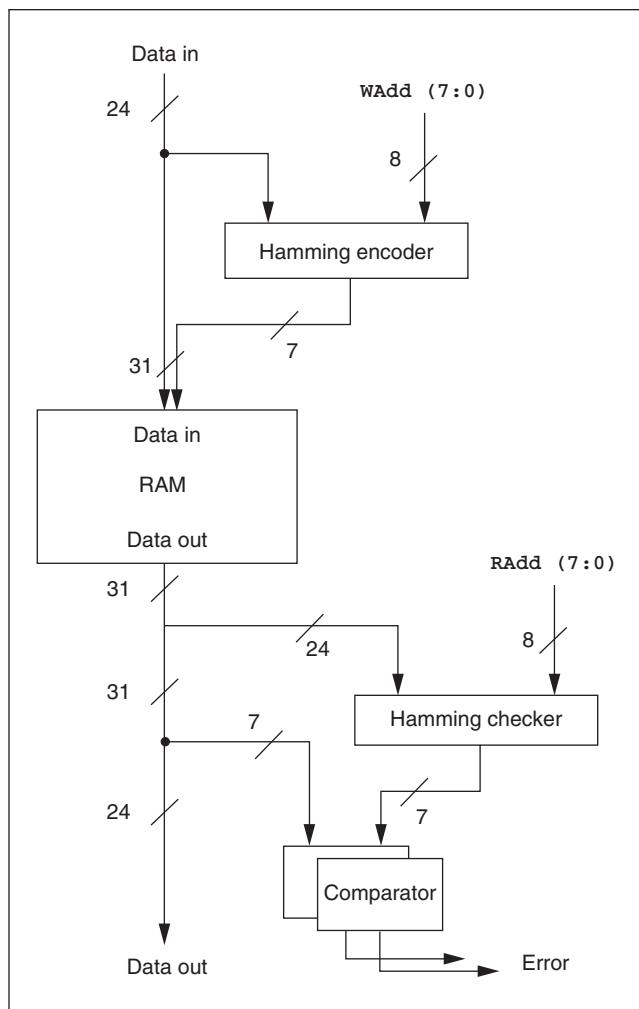 Data in
24
WAdd (7:0)
8
Hamming encoder
7
31
Data in
RAM
Data out
31
RAdd (7:0)
24
8
31
Hamming checker
7
7
24
Comparator
Data out
Error